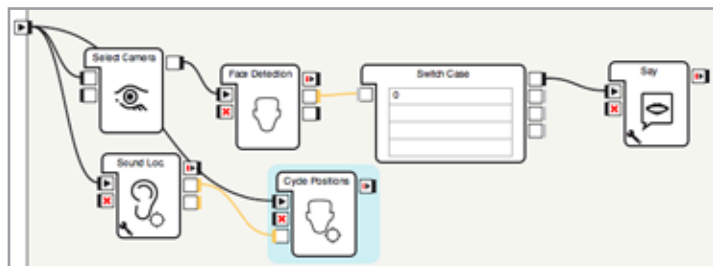 Select Camera
Face Detection
Switch Case
Say
0
Sound Loc.
Cycle Positions